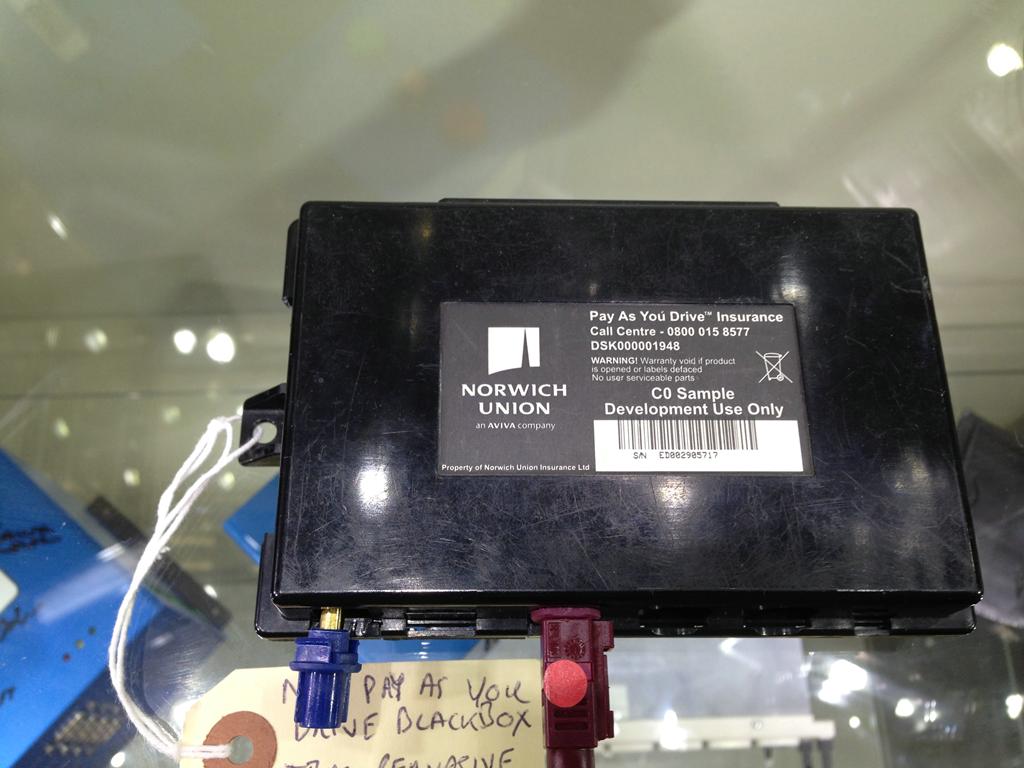 Pay As You Drive™ Insurance
Call Centre - 0800 015 8577
DSK000001948
WARNING! Warranty void if product
is opened or labels defaced
No user serviceable parts
C0 Sample
Development Use Only
S/N ED002905717
NORWICH
UNION
an AVIVA company
Property of Norwich Union Insurance Ltd
PAY AS YOU
DRIVE BLACKBOX
PERVASIVE